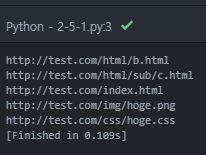 Python - 2-5-1.py:3 ✓
http://test.com/html/b.html
http://test.com/html/sub/c.html
http://test.com/index.html
http://test.com/img/hoge.png
http://test.com/css/hoge.css
[Finished in 0.109s]